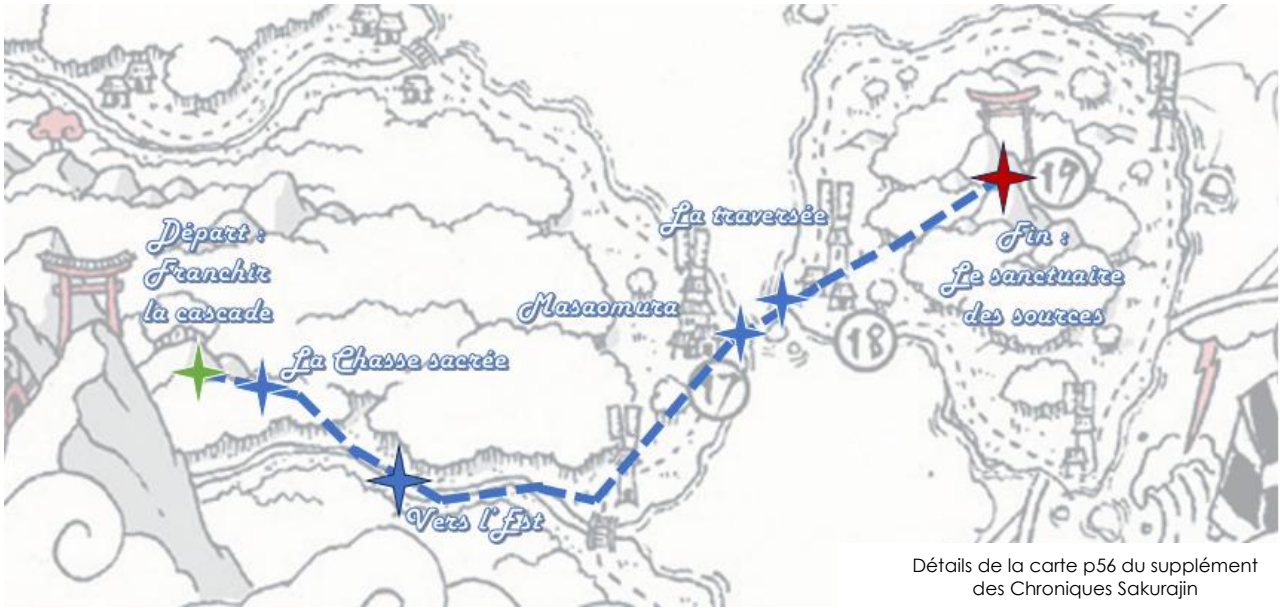 Départ :
Franchir
la cascade
La Chasse sacrée
Vers l'Est
Masaomura
La traversée
17
18
19
Fin :
Le sanctuaire
des sources
Détails de la carte p56 du supplément
des Chroniques Sakurajin